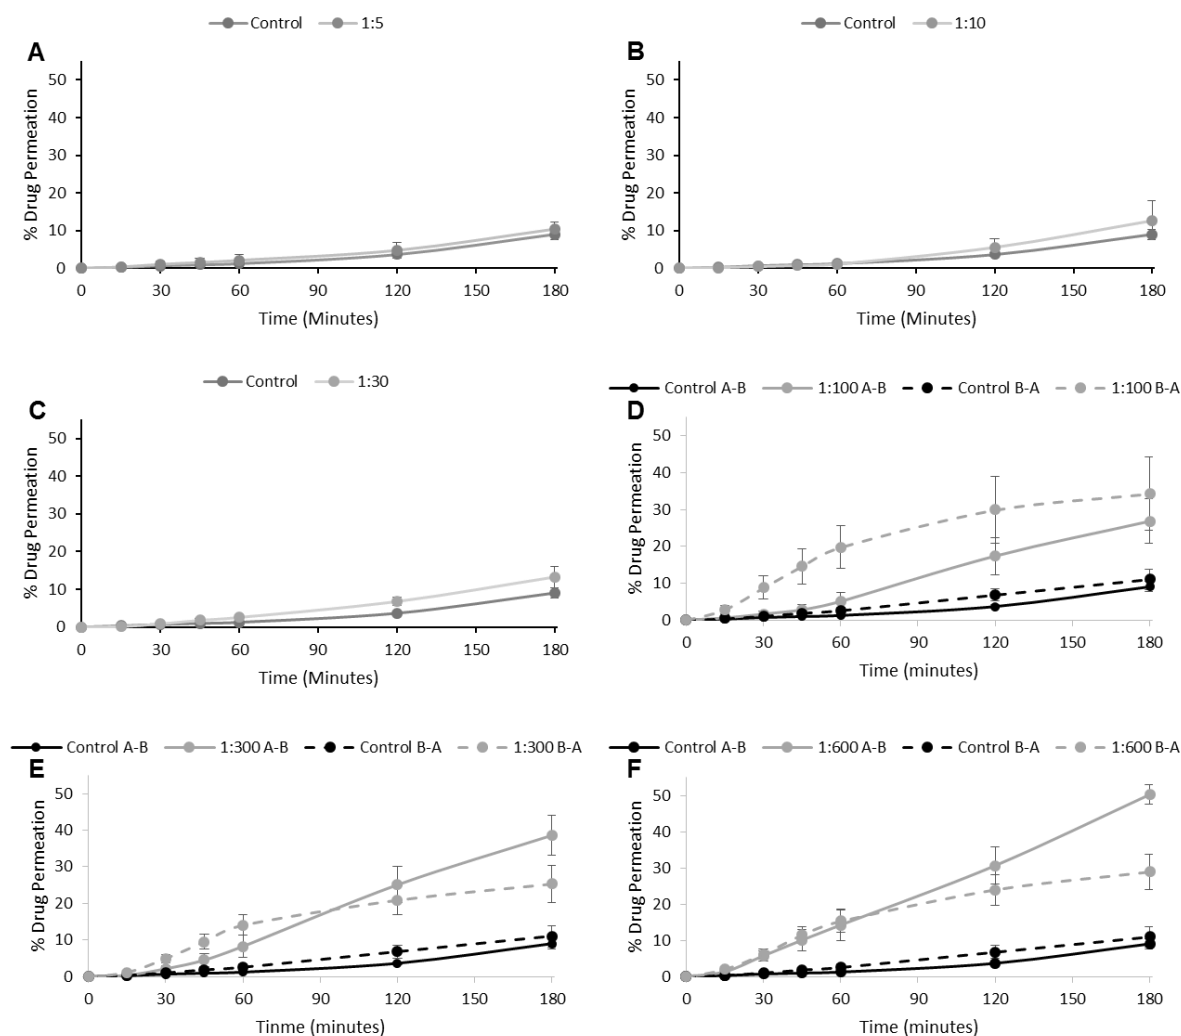 Control 1:5
A
50
40
30
20
10
0
% Drug Permeation
0 30 60 90 120 150 180
Time (Minutes)
Control 1:10
B
50
40
30
20
10
0
% Drug Permeation
0 30 60 90 120 150 180
Time (Minutes)
Control 1:30
C
50
40
30
20
10
0
% Drug Permeation
0 30 60 90 120 150 180
Time (Minutes)
Control A-B 1:100 A-B Control B-A 1:100 B-A
D
50
40
30
20
10
0
% Drug Permeation
0 30 60 90 120 150 180
Time (minutes)
Control A-B 1:300 A-B Control B-A 1:300 B-A
E
50
40
30
20
10
0
% Drug Permeation
0 30 60 90 120 150 180
Tinme (minutes)
Control A-B 1:600 A-B Control B-A 1:600 B-A
F
50
40
30
20
10
0
% Drug Permeation
0 30 60 90 120 150 180
Time (minutes)